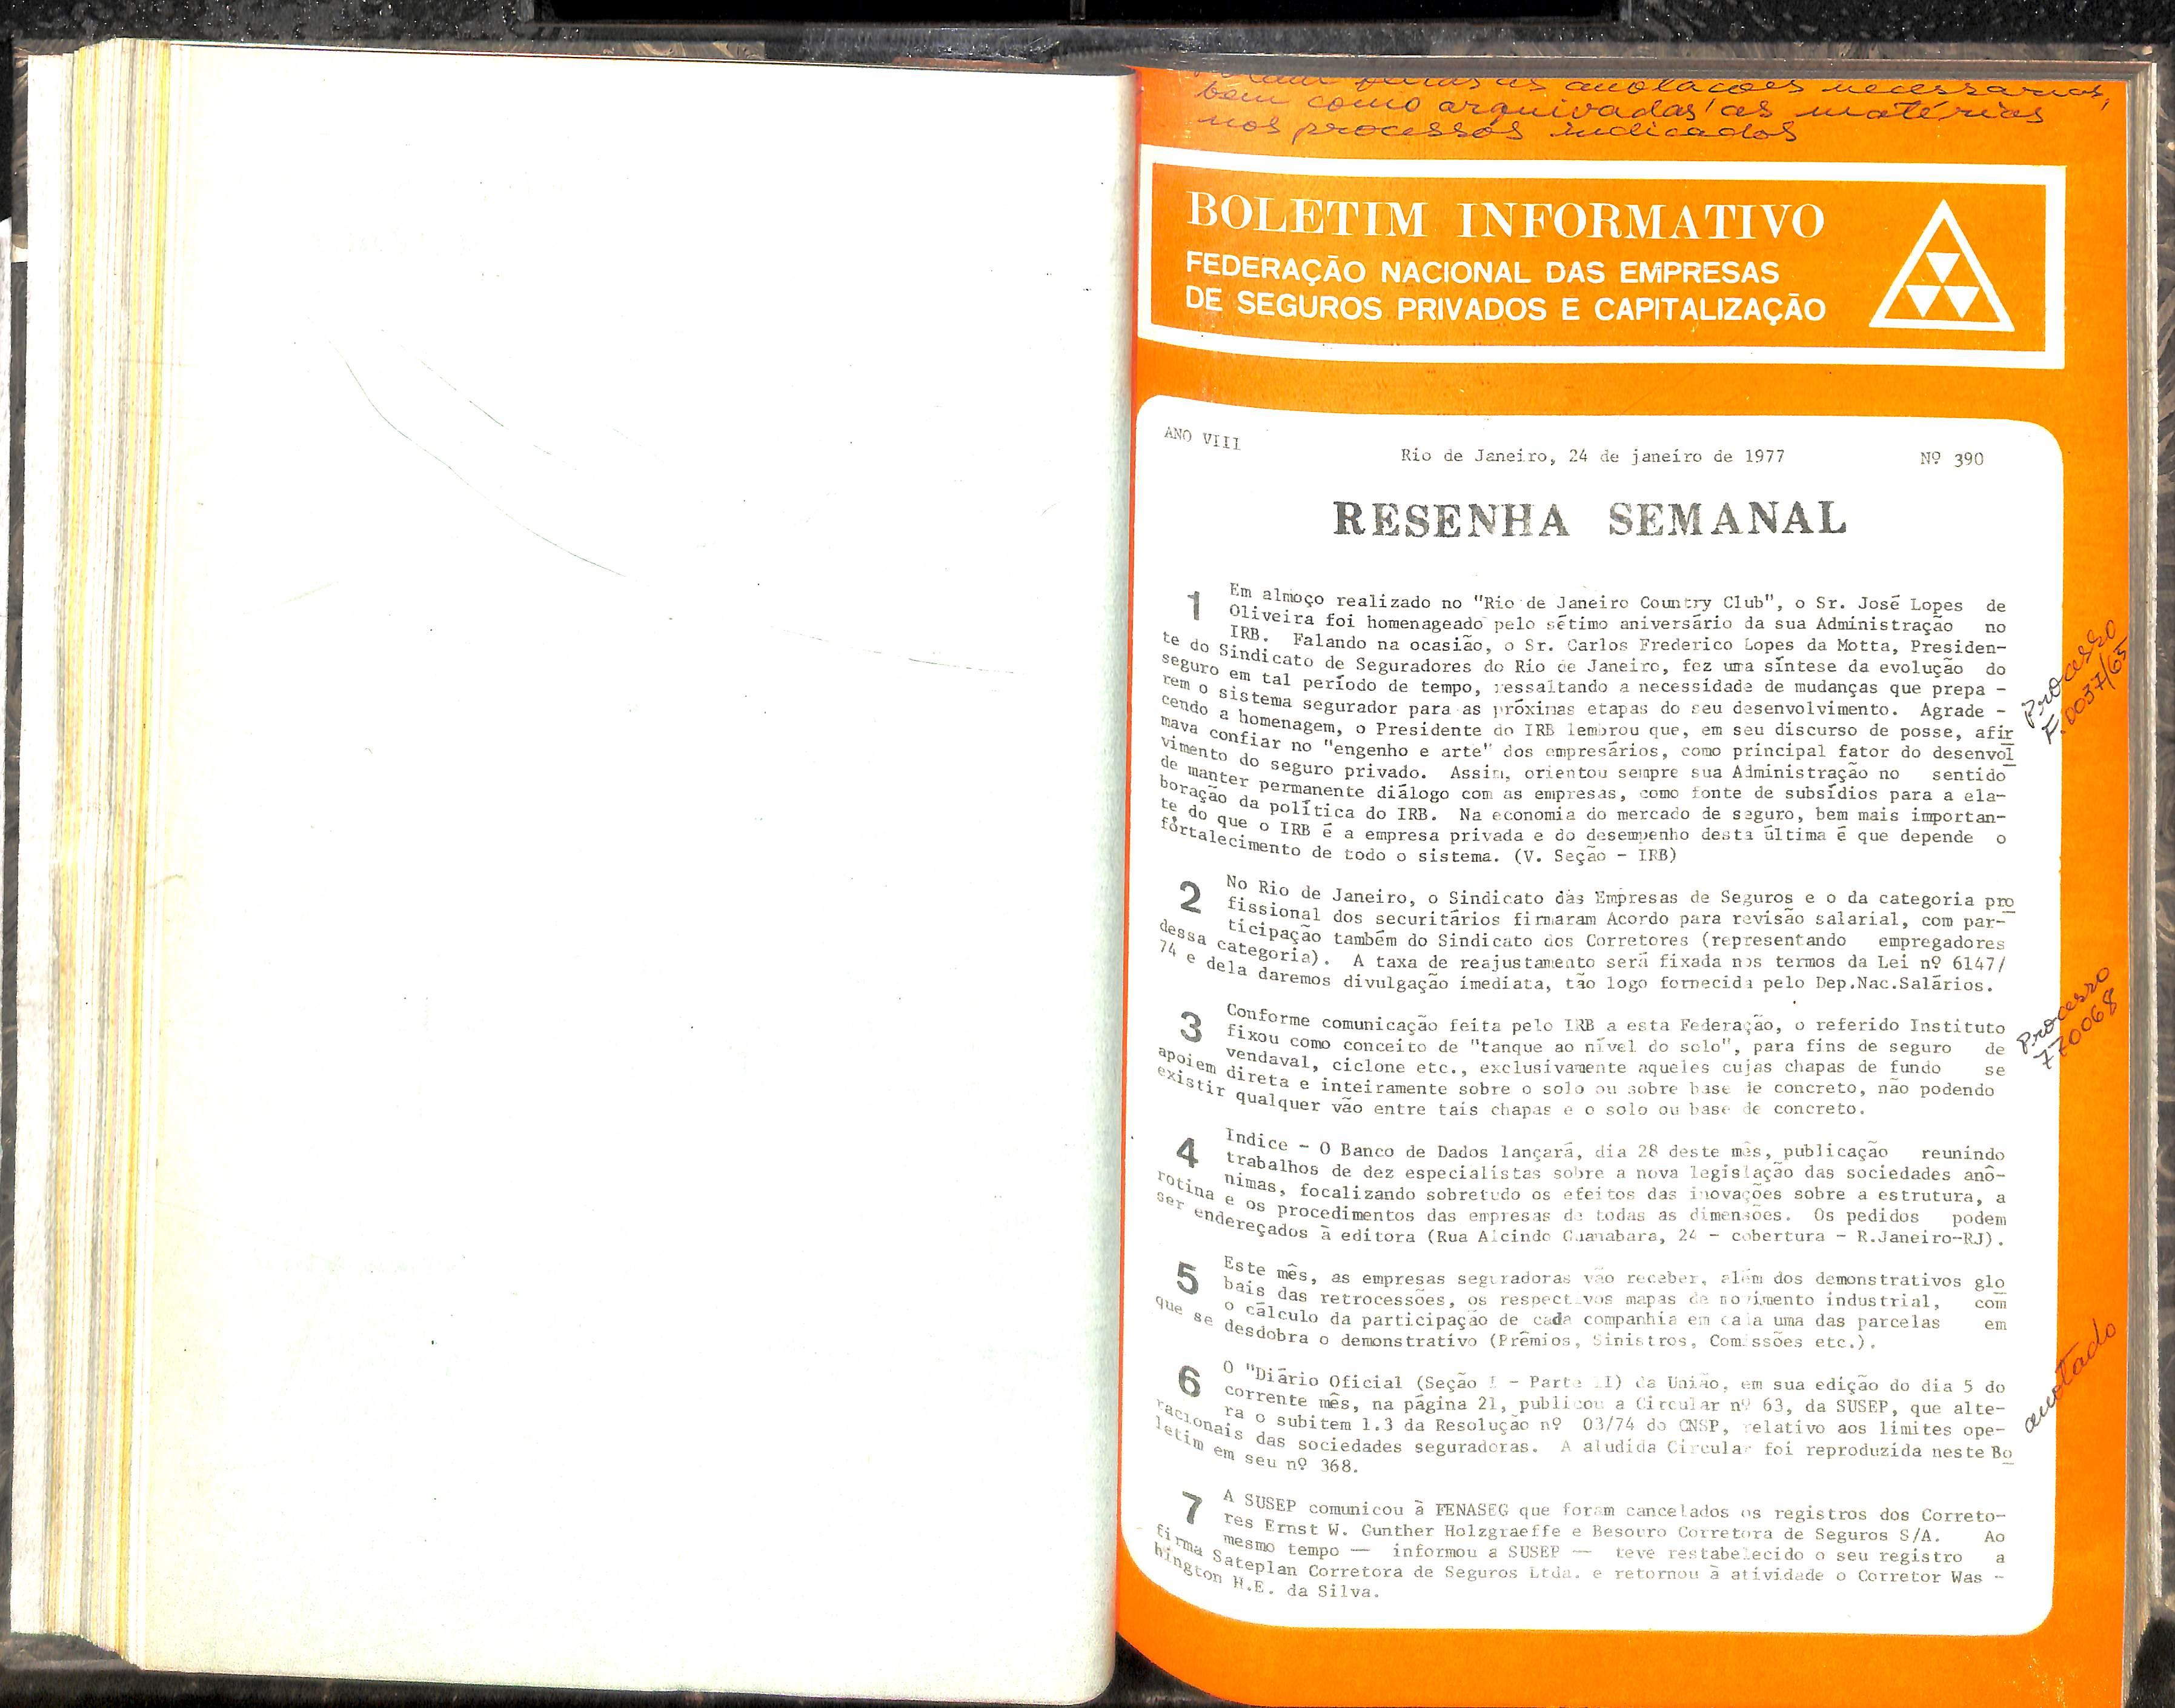 anotações necessárias,
bem como arquivadas as matérias
nos processos indicados
BOLETIM INFORMATIVO
FEDERAÇÃO NACIONAL DAS EMPRESAS
DE SEGUROS PRIVADOS E CAPITALIZAÇÃO
ANO VIII
Rio de Janeiro, 24 de janeiro de 1977
Nº 390
RESENHA SEMANAL
1 Em almoço realizado no "Rio de Janeiro Country Club", o Sr. José Lopes de
Oliveira foi homenageado pelo sétimo aniversário da sua Administração no
IRB. Falando na ocasião, o Sr. Carlos Frederico Lopes da Motta, Presiden-
te do Sindicato de Seguradores do Rio de Janeiro, fez uma síntese da evolução do
seguro em tal período de tempo, ressaltando a necessidade de mudanças que prepa -
rem o sistema segurador para as próximas etapas do seu desenvolvimento. Agrade -
cendo a homenagem, o Presidente do IRB lembrou que, em seu discurso de posse, afir
mava confiar no "engenho e arte" dos empresários, como principal fator do desenvol
vimento do seguro privado. Assim, orientou sempre sua Administração no sentido
de manter permanente diálogo com as empresas, como fonte de subsídios para a ela-
boração da política do IRB. Na economia do mercado de seguro, bem mais importan-
te do que o IRB é a empresa privada e do desempenho desta última é que depende o
fortalecimento de todo o sistema. (V. Seção - IRB)
Processo
F.0037/65
2 No Rio de Janeiro, o Sindicato das Empresas de Seguros e o da categoria pro
fissional dos securitários firmaram Acordo para revisão salarial, com par-
ticipação também do Sindicato dos Corretores (representando empregadores
dessa categoria). A taxa de reajustamento será fixada nos termos da Lei nº 6147/
74 e dela daremos divulgação imediata, tão logo fornecida pelo Dep.Nac.Salários.
3 Conforme comunicação feita pelo IRB a esta Federação, o referido Instituto
fixou como conceito de "tanque ao nível do solo", para fins de seguro de
vendaval, ciclone etc., exclusivamente aqueles cujas chapas de fundo se
apoiem direta e inteiramente sobre o solo ou sobre base de concreto, não podendo
existir qualquer vão entre tais chapas e o solo ou base de concreto.
Processo
770068
4 Indice - O Banco de Dados lançará, dia 28 deste mês, publicação reunindo
trabalhos de dez especialistas sobre a nova legislação das sociedades anô-
nimas, focalizando sobretudo os efeitos das inovações sobre a estrutura, a
rotina e os procedimentos das empresas de todas as dimensões. Os pedidos podem
ser endereçados à editora (Rua Alcindo Guanabara, 24 - cobertura - R.Janeiro-RJ).
5 Este mês, as empresas seguradoras vão receber, além dos demonstrativos glo
bais das retrocessões, os respectivos mapas de movimento industrial, com
o cálculo da participação de cada companhia em cada uma das parcelas em
que se desdobra o demonstrativo (Prêmios, Sinistros, Comissões etc.).
6 O "Diário Oficial (Seção I - Parte II) da União, em sua edição do dia 5 do
corrente mês, na página 21, publicou a Circular nº 63, da SUSEP, que alte-
ra o subitem 1.3 da Resolução nº 03/74 do CNSP, relativo aos limites ope-
racionais das sociedades seguradoras. A aludida Circular foi reproduzida neste Bo
letim em seu nº 368.
anotado
7 A SUSEP comunicou à FENASEG que foram cancelados os registros dos Correto-
res Ernst W. Gunther Holzgraeffe e Besouro Corretora de Seguros S/A. Ao
mesmo tempo — informou a SUSEP — teve restabelecido o seu registro a
firma Sateplan Corretora de Seguros Ltda. e retornou à atividade o Corretor Was -
hington H.E. da Silva.